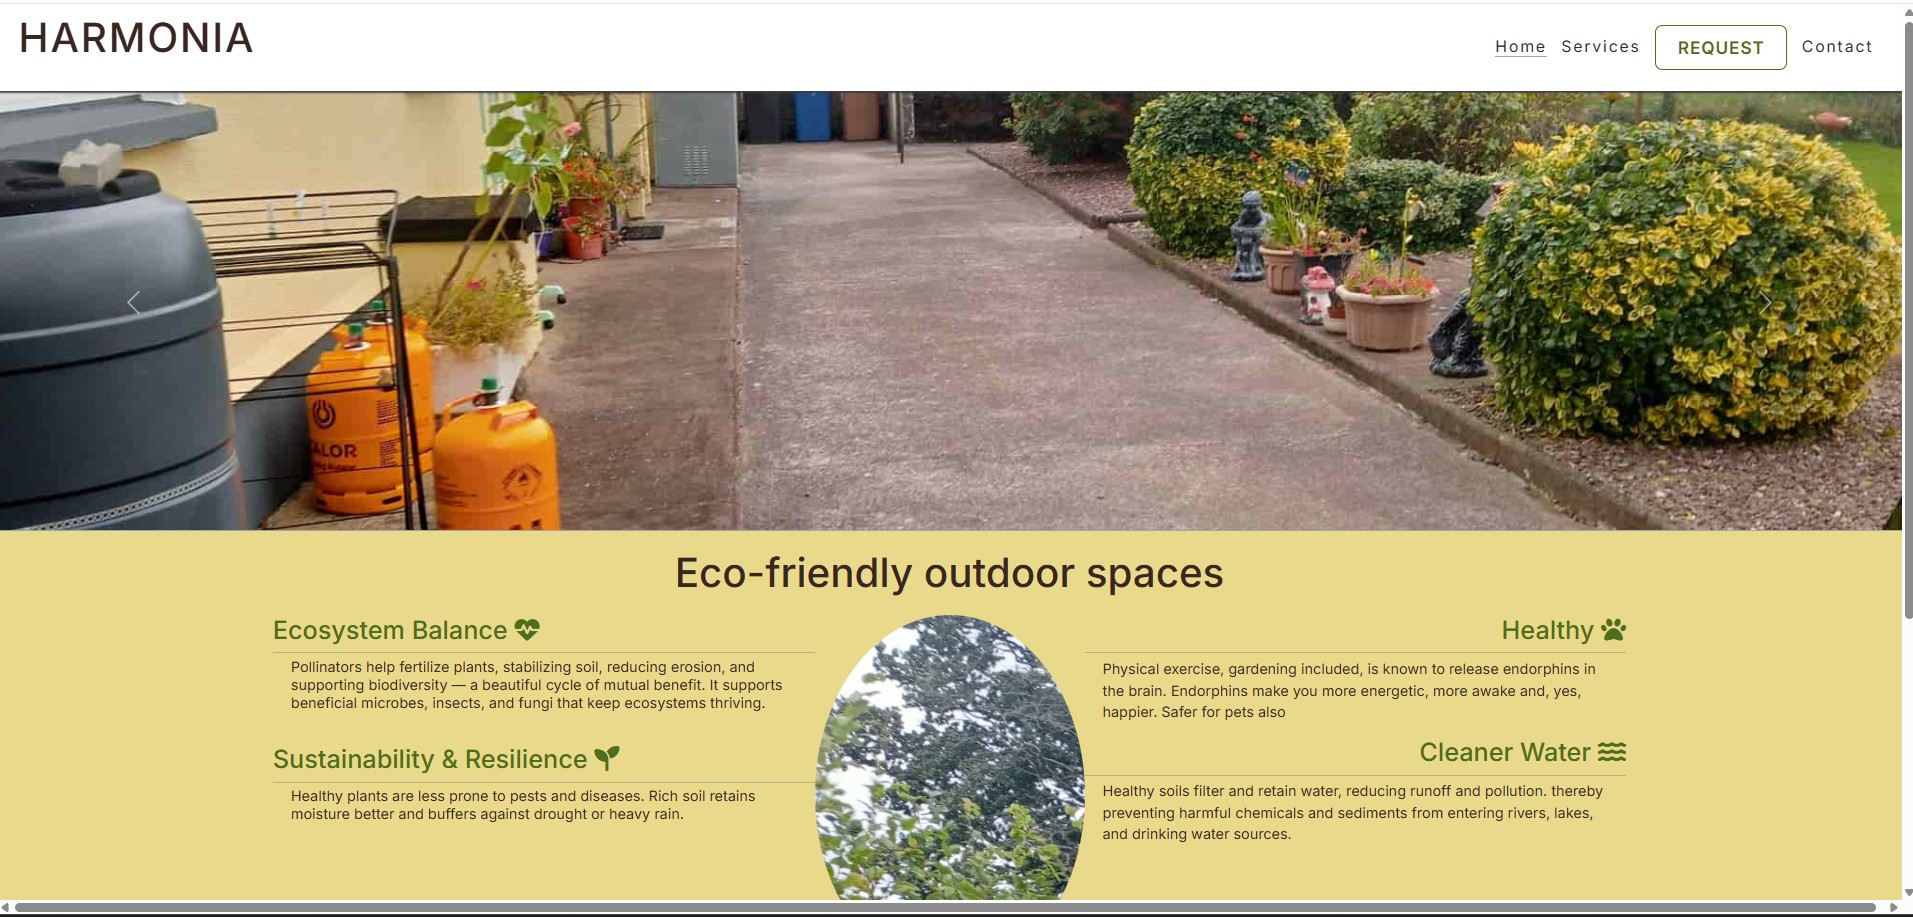 HARMONIA
Home Services REQUEST Contact
ALOR
Eco-friendly outdoor spaces
Ecosystem Balance
Pollinators help fertilize plants, stabilizing soil, reducing erosion, and
supporting biodiversity — a beautiful cycle of mutual benefit. It supports
beneficial microbes, insects, and fungi that keep ecosystems thriving.
Sustainability & Resilience
Healthy plants are less prone to pests and diseases. Rich soil retains
moisture better and buffers against drought or heavy rain.
Healthy
Physical exercise, gardening included, is known to release endorphins in
the brain. Endorphins make you more energetic, more awake and, yes,
happier. Safer for pets also
Cleaner Water
Healthy soils filter and retain water, reducing runoff and pollution. thereby
preventing harmful chemicals and sediments from entering rivers, lakes,
and drinking water sources.